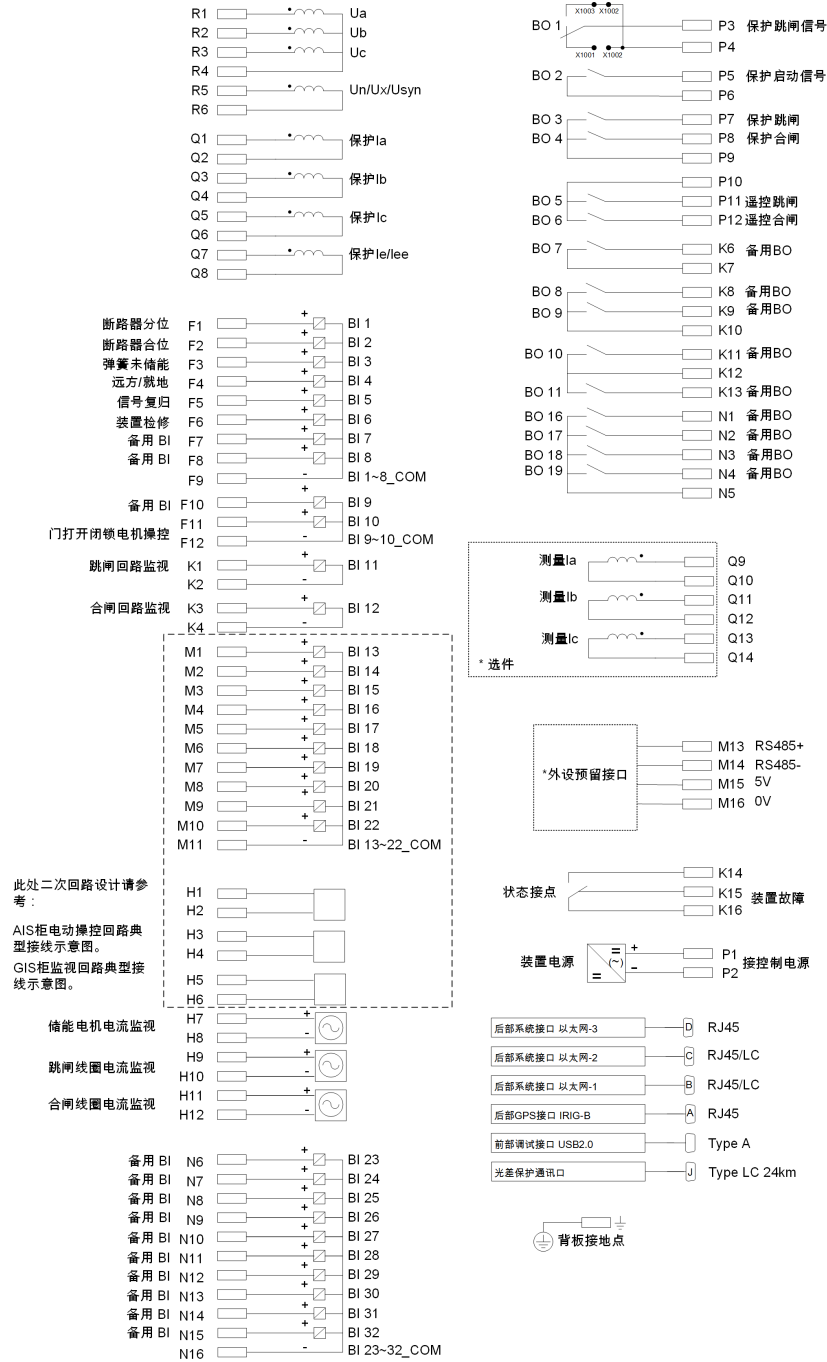 R1 Ua
R2 Ub
R3 Uc
R4
R5 Un/Ux/Usyn
R6
Q1 保护Ia
Q2
Q3 保护Ib
Q4
Q5 保护Ic
Q6
Q7 保护Ie/Iee
Q8
断路器分位 F1 + BI 1
断路器合位 F2 + BI 2
弹簧未储能 F3 + BI 3
远方/就地 F4 + BI 4
信号复归 F5 + BI 5
装置检修 F6 + BI 6
备用 BI F7 + BI 7
备用 BI F8 + BI 8
F9 - BI 1~8_COM
备用 BI F10 + BI 9
F11 + BI 10
门打开闭锁电机操控 F12 - BI 9~10_COM
跳闸回路监视 K1 + BI 11
K2 -
合闸回路监视 K3 + BI 12
K4 -
M1 + BI 13
M2 + BI 14
M3 + BI 15
M4 + BI 16
M5 + BI 17
M6 + BI 18
M7 + BI 19
M8 + BI 20
M9 + BI 21
M10 + BI 22
M11 - BI 13~22_COM
此处二次回路设计请参
考：
AIS柜电动操控回路典
型接线示意图。
GIS柜监视回路典型接
线示意图。
H1
H2
H3
H4
H5
H6
储能电机电流监视 H7 +
H8 -
跳闸线圈电流监视 H9 +
H10 -
合闸线圈电流监视 H11 +
H12 -
备用 BI N6 + BI 23
备用 BI N7 + BI 24
备用 BI N8 + BI 25
备用 BI N9 + BI 26
备用 BI N10 + BI 27
备用 BI N11 + BI 28
备用 BI N12 + BI 29
备用 BI N13 + BI 30
备用 BI N14 + BI 31
备用 BI N15 + BI 32
N16 - BI 23~32_COM
X1003 X1002
BO 1 P3 保护跳闸信号
P4
X1001 X1002
BO 2 P5 保护启动信号
P6
BO 3 P7 保护跳闸
BO 4 P8 保护合闸
P9
P10
BO 5 P11 遥控跳闸
BO 6 P12 遥控合闸
BO 7 K6 备用BO
K7
BO 8 K8 备用BO
BO 9 K9 备用BO
K10
BO 10 K11 备用BO
K12
BO 11 K13 备用BO
BO 16 N1 备用BO
BO 17 N2 备用BO
BO 18 N3 备用BO
BO 19 N4 备用BO
N5
测量Ia Q9
Q10
测量Ib Q11
Q12
测量Ic Q13
Q14
* 选件
M13 RS485+
M14 RS485-
*外设预留接口 M15 5V
M16 0V
K14
状态接点 K15 装置故障
K16
装置电源 = (~) = + P1 接控制电源
- P2
后部系统接口 以太网-3 D RJ45
后部系统接口 以太网-2 C RJ45/LC
后部系统接口 以太网-1 B RJ45/LC
后部GPS接口 IRIG-B A RJ45
前部调试接口 USB2.0 Type A
光差保护通讯口 J Type LC 24km
背板接地点